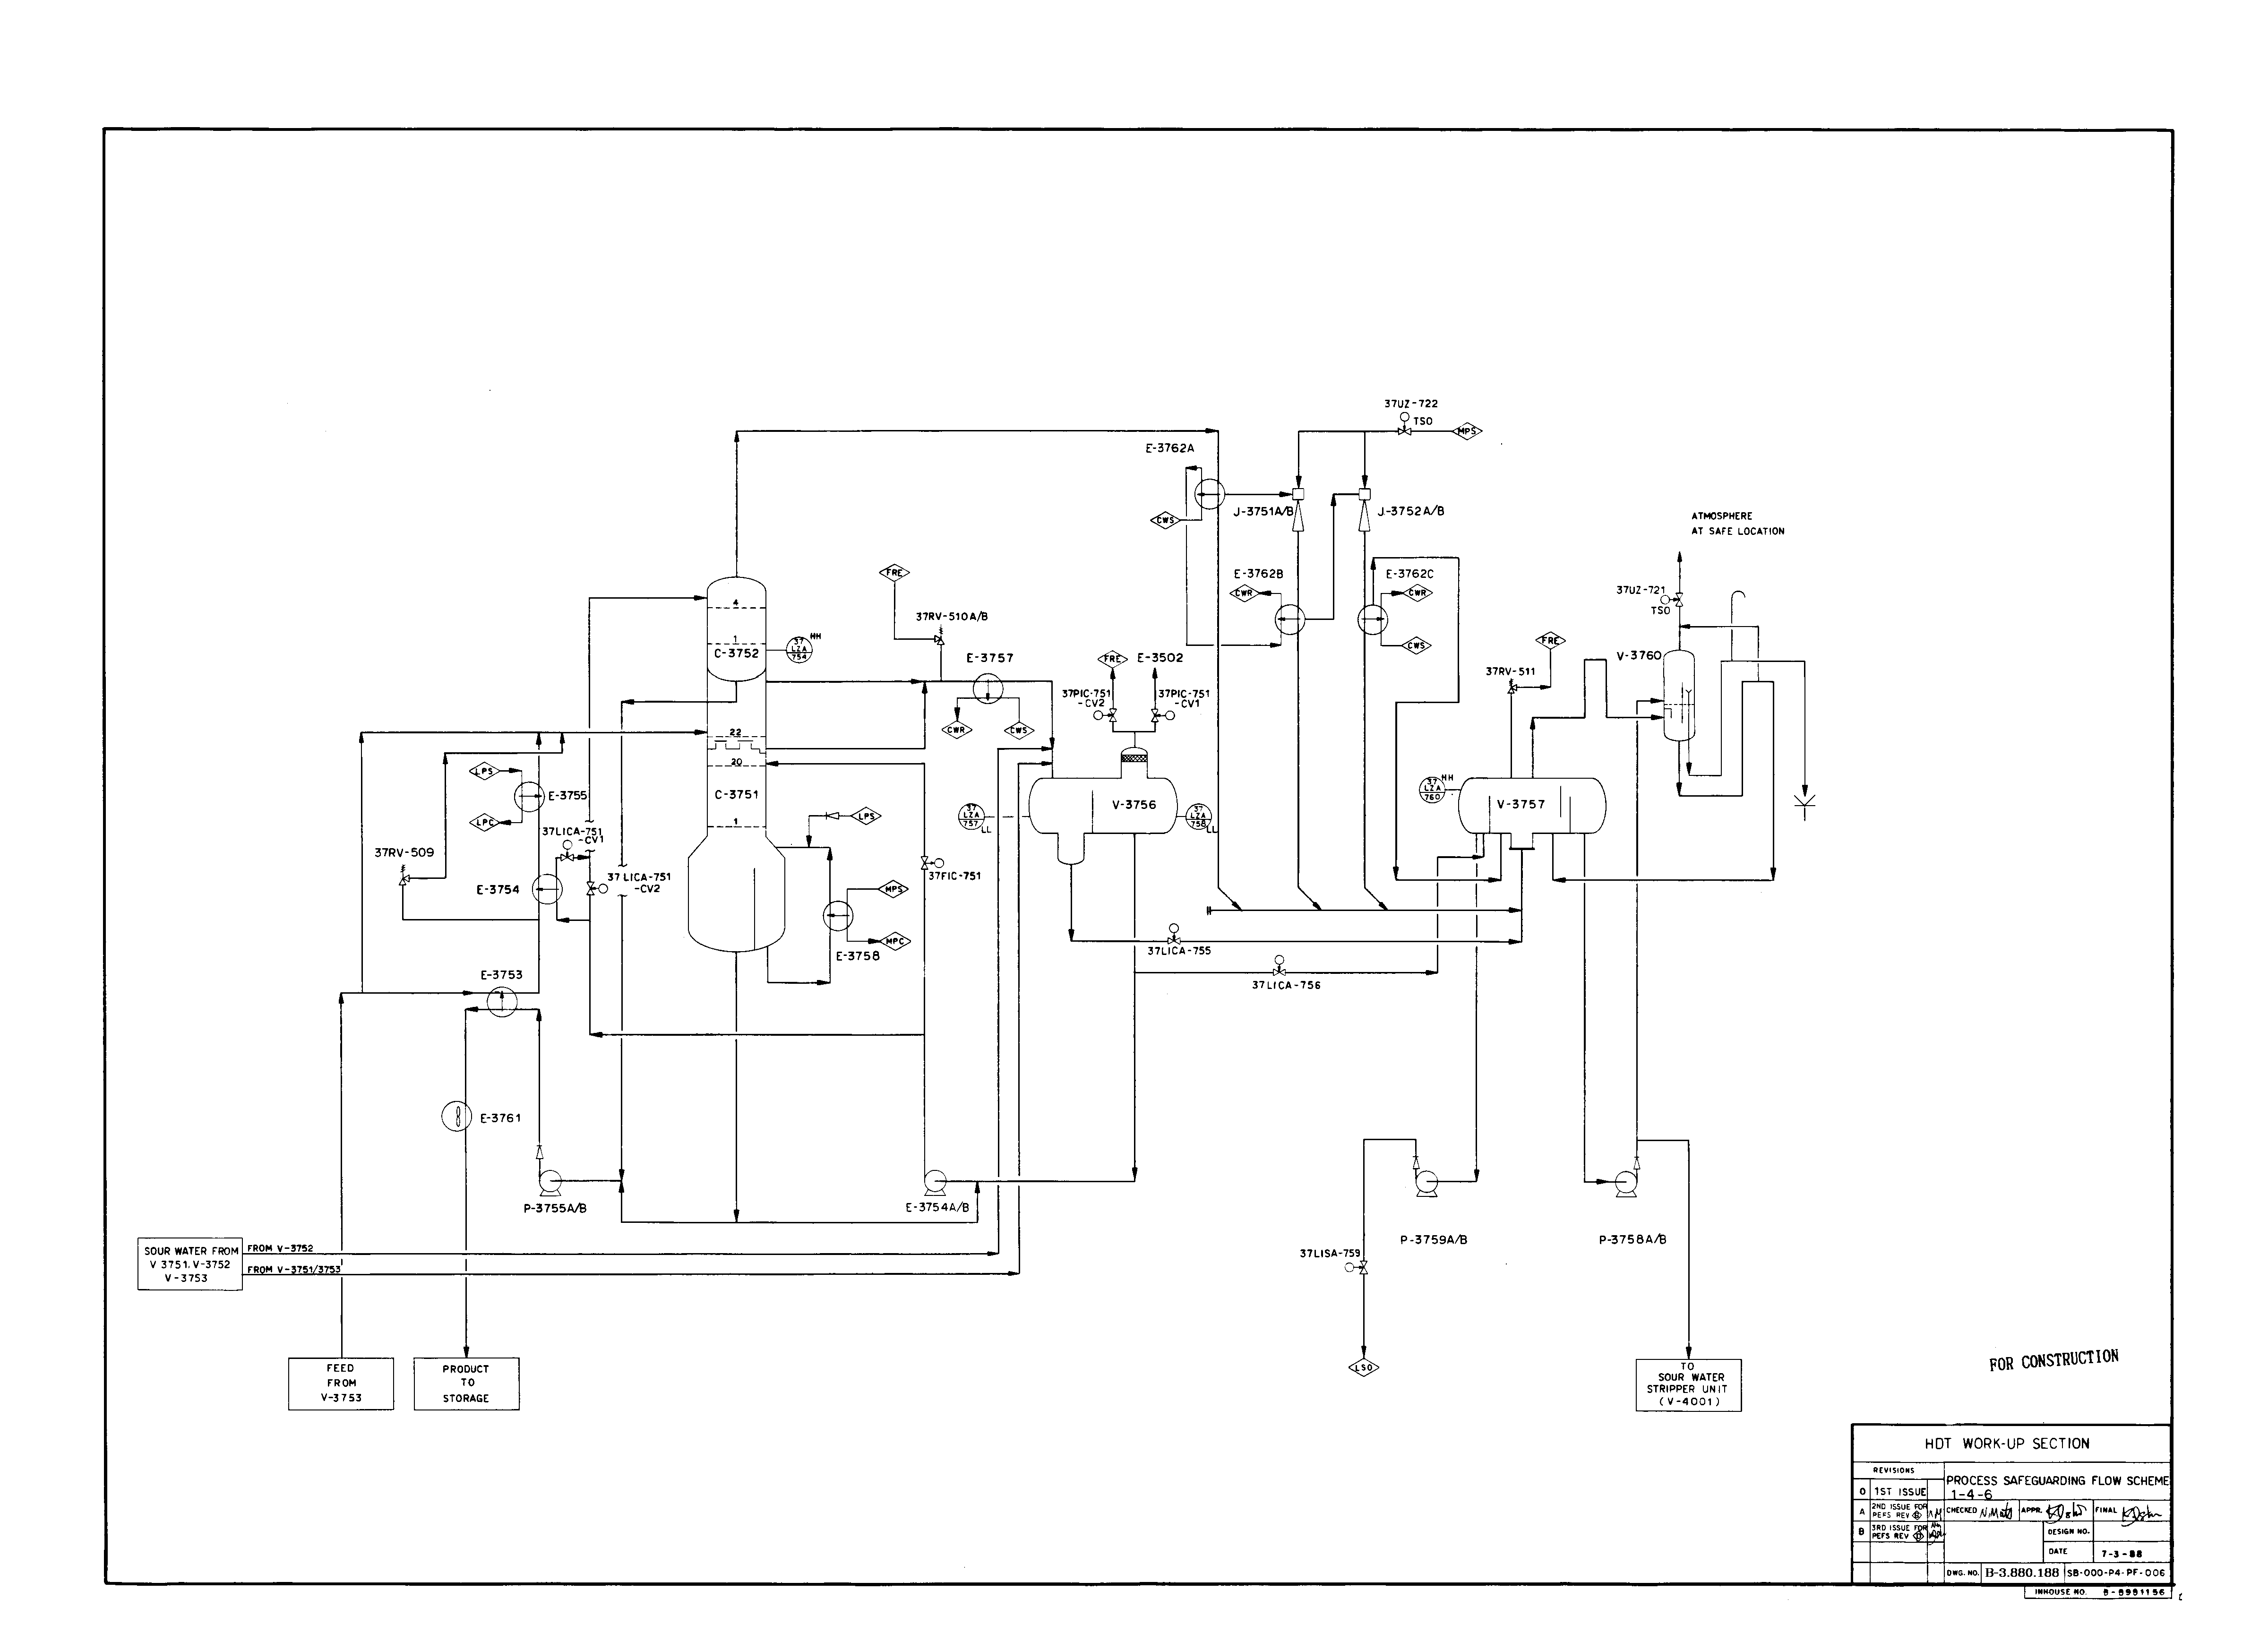 37UZ-722
TSO
MPS
E-3762A
CWS
J-3751A/B
J-3752A/B
ATMOSPHERE
AT SAFE LOCATION
E-3762B
CWR
E-3762C
CWR
CWS
37UZ-721
TSO
FRE
37RV-510A/B
4
1
C-3752
37
LZA
754
HH
E-3757
CWR
CWS
FRE
E-3502
37PIC-751
-CV2
37PIC-751
-CV1
FRE
37RV-511
V-3760
22
20
C-3751
1
LPS
E-3755
LPC
37LICA-751
-CV1
37RV-509
E-3754
37 LICA-751
-CV2
LPS
MPS
MPC
E-3758
37FIC-751
37
LZA
757
LL
V-3756
37
LZA
758
LL
37
LZA
760
HH
V-3757
37LICA-755
37LICA-756
E-3753
E-3761
P-3755A/B
E-3754A/B
P-3759A/B
P-3758A/B
37LISA-759
LSO
SOUR WATER FROM
V 3751. V-3752
V-3753
FROM V-3752
FROM V-3751/3753
FEED
FROM
V-3753
PRODUCT
TO
STORAGE
TO
SOUR WATER
STRIPPER UNIT
(V-4001)
FOR CONSTRUCTION
HDT WORK-UP SECTION
REVISIONS
PROCESS SAFEGUARDING FLOW SCHEME
1-4-6
0 1ST ISSUE
A 2ND ISSUE FOR
PEFS REV
B 3RD ISSUE FOR
PEFS REV
CHECKED
APPR.
FINAL
DESIGN NO.
DATE 7-3-88
DWG. NO. B-3.880.188 SB-000-P4-PF-006
INHOUSE NO. B-8981156